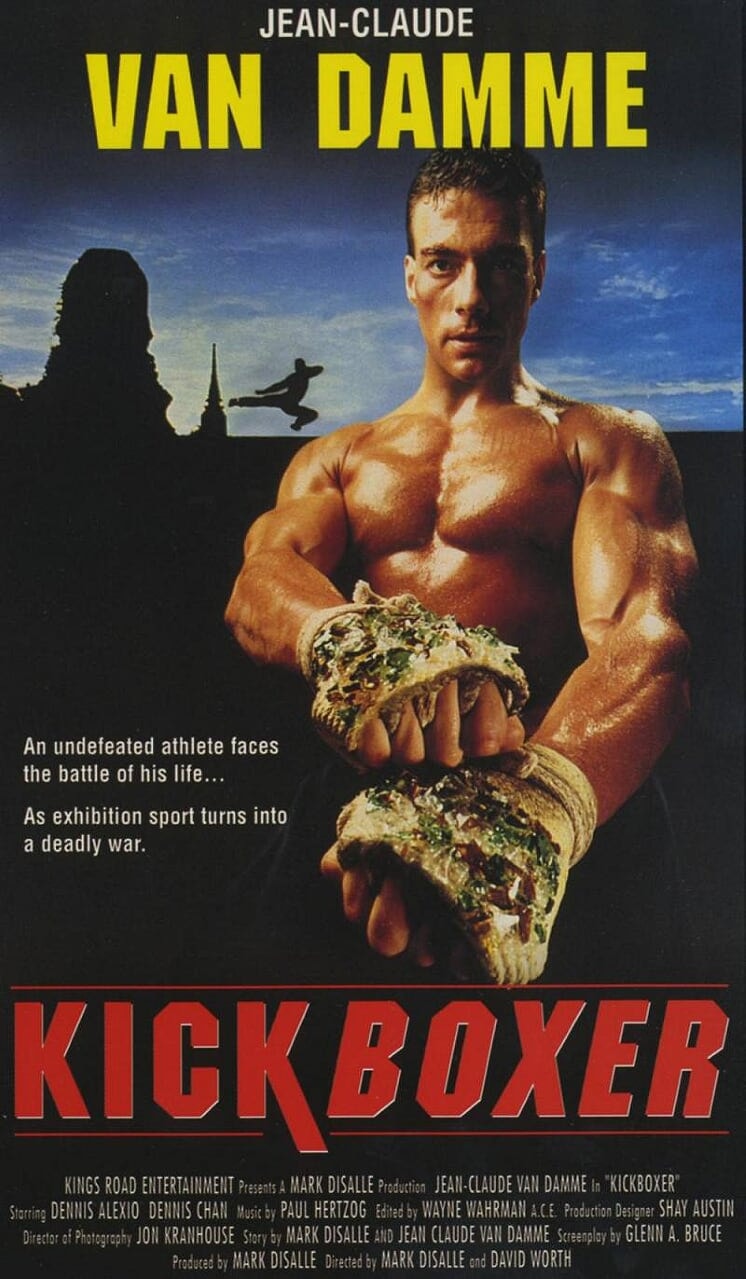 JEAN-CLAUDE
VAN DAMME
An undefeated athlete faces
the battle of his life...
As exhibition sport turns into
a deadly war.
KICKBOXER
KINGS ROAD ENTERTAINMENT Presents A MARK DISALLE Production JEAN-CLAUDE VAN DAMME In "KICKBOXER"
Starring DENNIS ALEXIO DENNIS CHAN Music by PAUL HERTZOG Edited by WAYNE WAHRMAN A.C.E. Production Designer SHAY AUSTIN
Director of Photography JON KRANHOUSE Story by MARK DISALLE AND JEAN CLAUDE VAN DAMME Screenplay by GLENN A. BRUCE
Produced by MARK DISALLE Directed by MARK DISALLE and DAVID WORTH